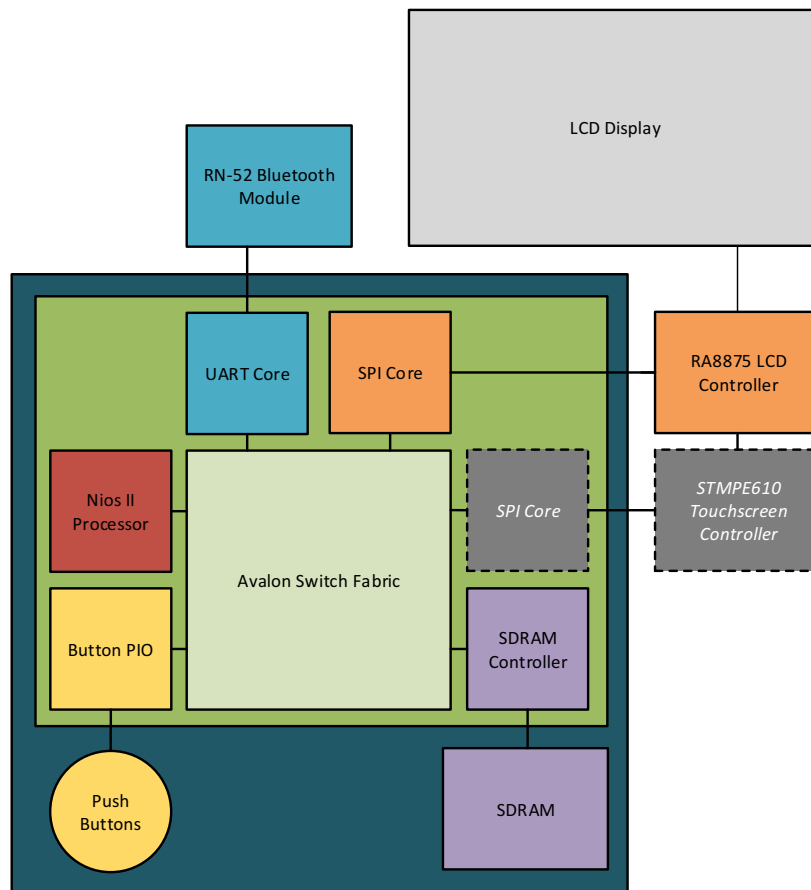 LCD Display
RN-52 Bluetooth
Module
UART Core
SPI Core
RA8875 LCD
Controller
Nios II
Processor
SPI Core
STMPE610
Touchscreen
Controller
Avalon Switch Fabric
Button PIO
SDRAM
Controller
Push
Buttons
SDRAM